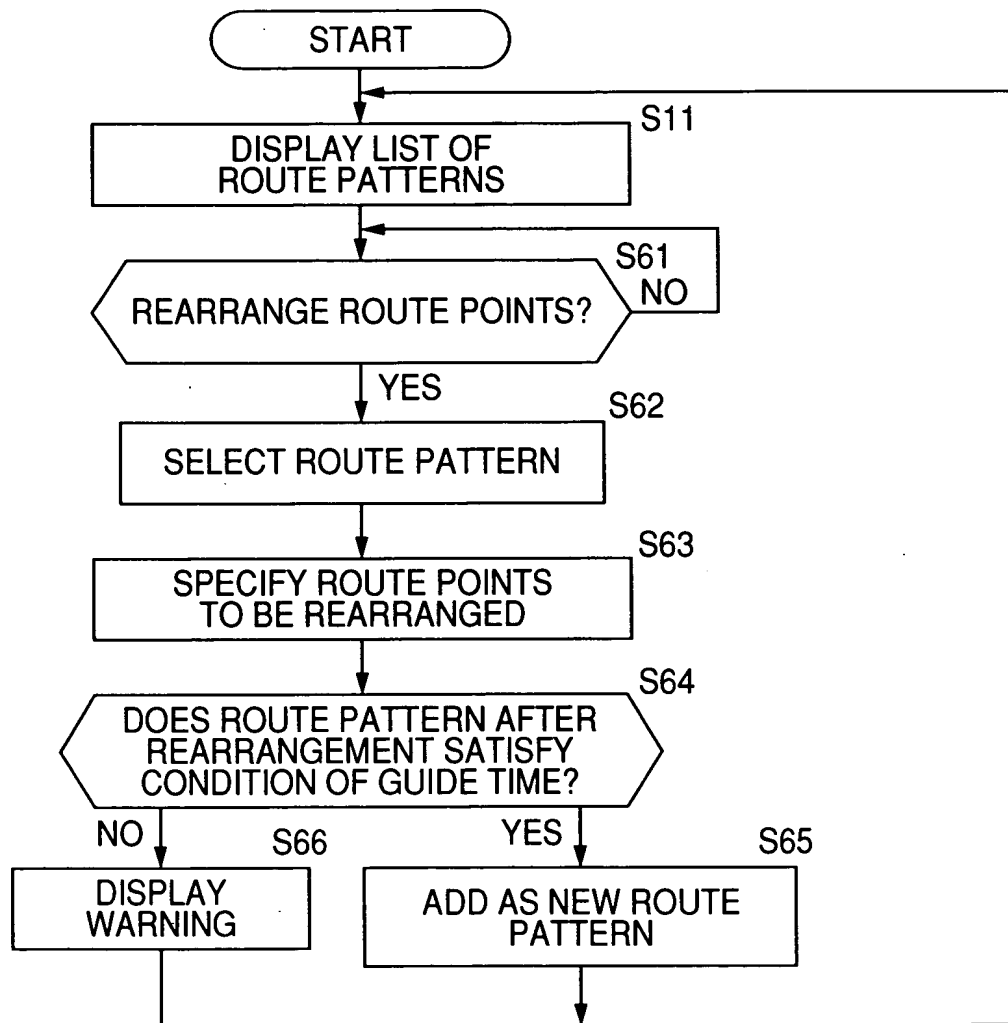 START
S11
DISPLAY LIST OF
ROUTE PATTERNS
S61
NO
REARRANGE ROUTE POINTS?
YES
S62
SELECT ROUTE PATTERN
S63
SPECIFY ROUTE POINTS
TO BE REARRANGED
S64
DOES ROUTE PATTERN AFTER
REARRANGEMENT SATISFY
CONDITION OF GUIDE TIME?
NO
S66
YES
S65
DISPLAY
WARNING
ADD AS NEW ROUTE
PATTERN